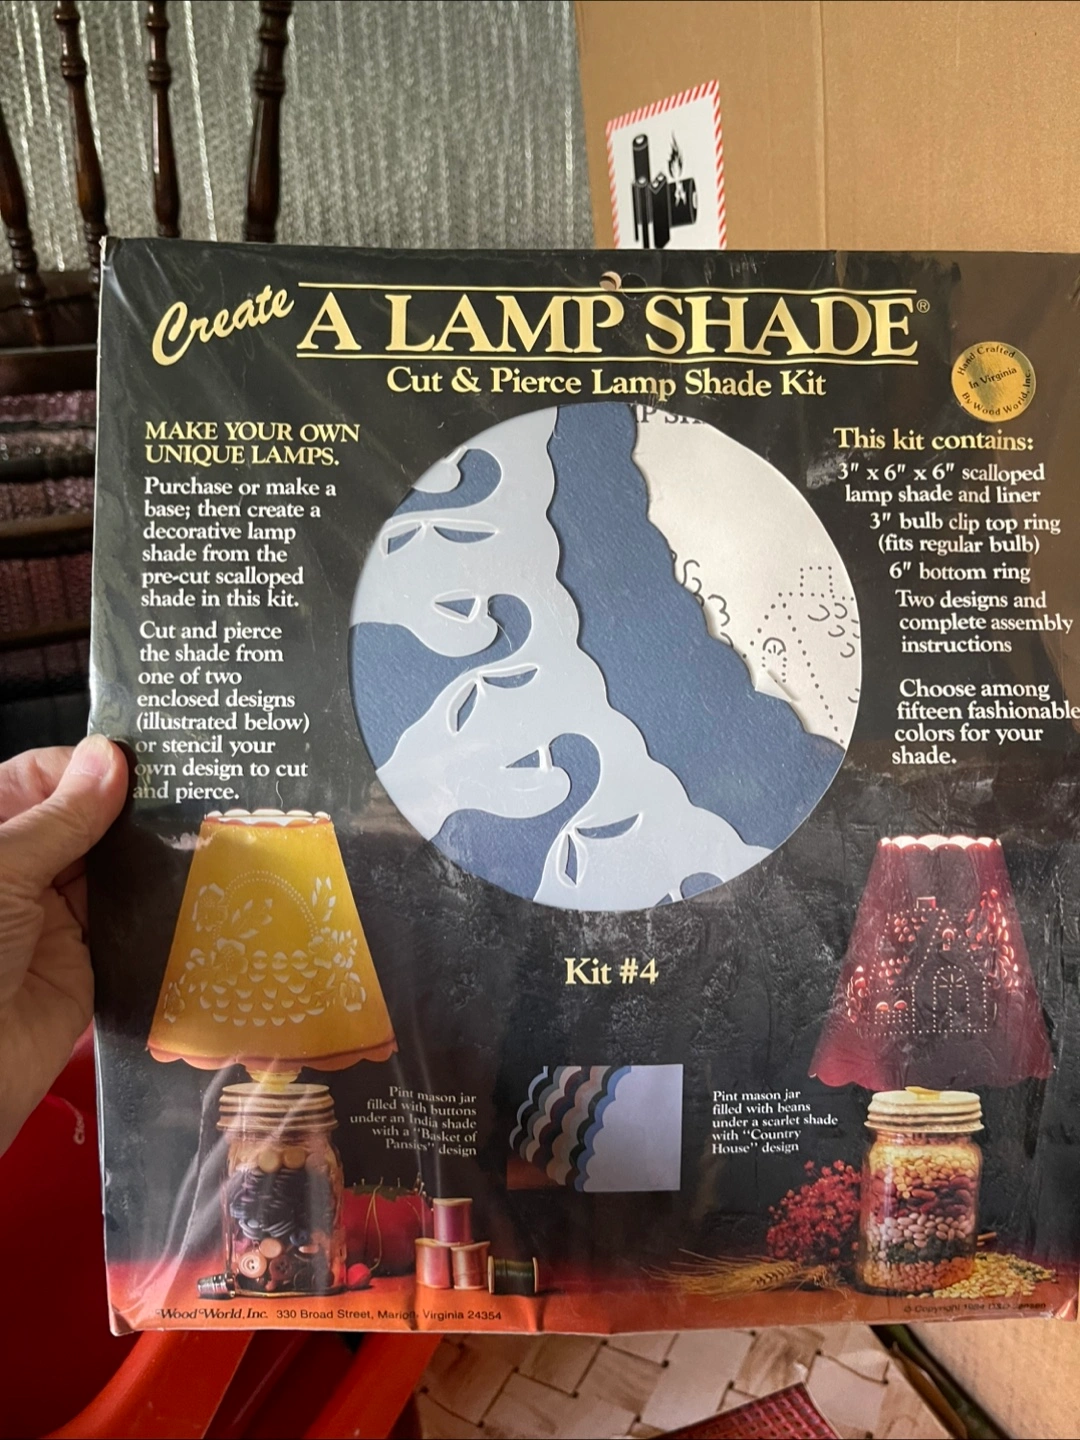 Create A LAMP SHADE®
Cut & Pierce Lamp Shade Kit
Hand Crafted
In Virginia
By Wood World, Inc.
MAKE YOUR OWN
UNIQUE LAMPS.
Purchase or make a
base; then create a
decorative lamp
shade from the
pre-cut scalloped
shade in this kit.
Cut and pierce
the shade from
one of two
enclosed designs
(illustrated below)
or stencil your
own design to cut
and pierce.
This kit contains:
3" x 6" x 6" scalloped
lamp shade and liner
3" bulb clip top ring
(fits regular bulb)
6" bottom ring
Two designs and
complete assembly
instructions
Choose among
fifteen fashionable
colors for your
shade.
Kit #4
Pint mason jar
filled with buttons
under an India shade
with a "Basket of
Pansies" design
Pint mason jar
filled with beans
under a scarlet shade
with "Country
House" design
Wood World, Inc. 330 Broad Street, Marion, Virginia 24354
© Copyright